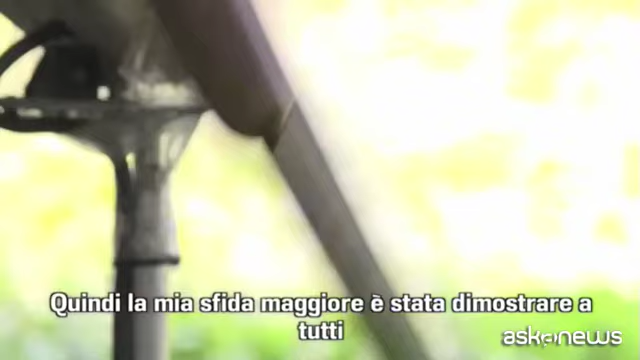 Quindi la mia sfida maggiore è stata dimostrare a
tutti
askanews